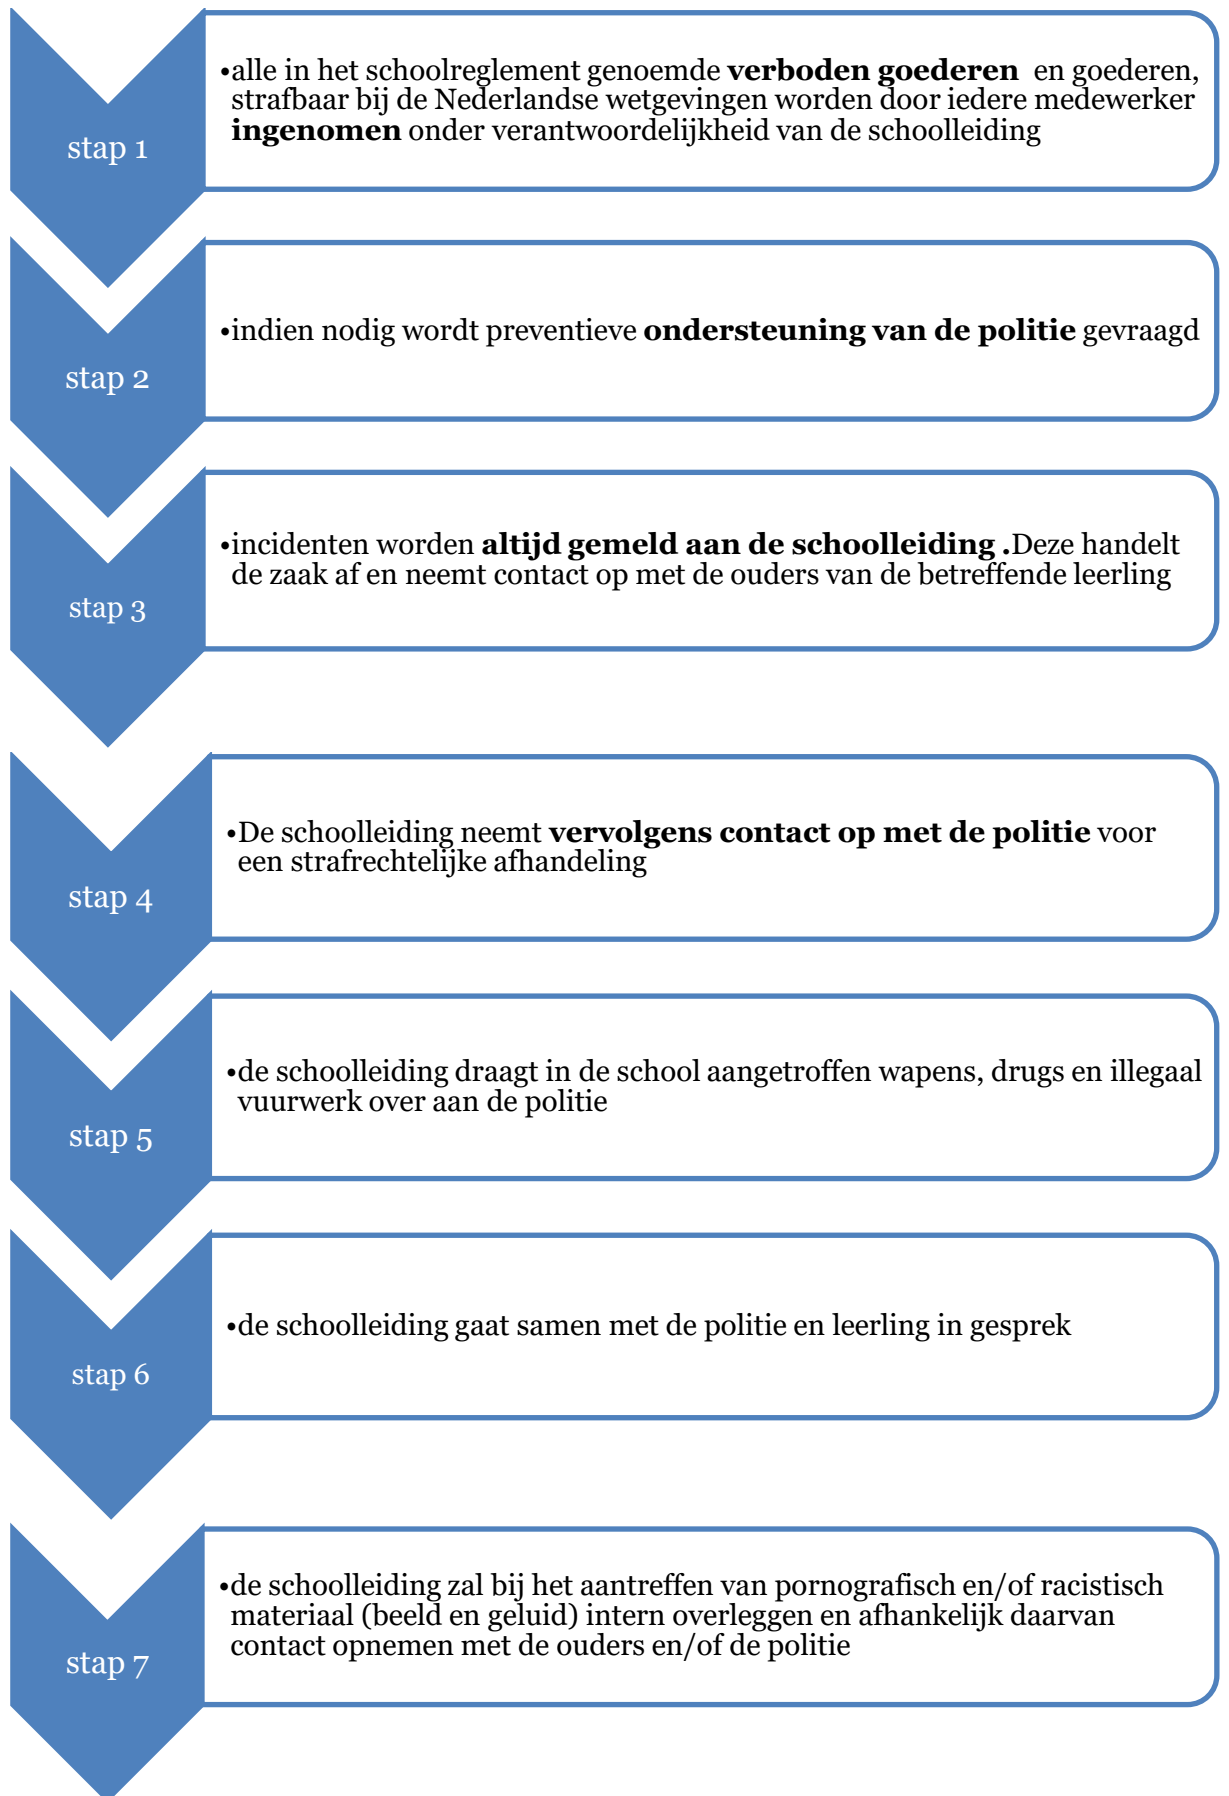 stap 1
•alle in het schoolreglement genoemde verboden goederen  en goederen,
strafbaar bij de Nederlandse wetgevingen worden door iedere medewerker
ingenomen onder verantwoordelijkheid van de schoolleiding
stap 2
•indien nodig wordt preventieve ondersteuning van de politie gevraagd
stap 3
•incidenten worden altijd gemeld aan de schoolleiding .Deze handelt
de zaak af en neemt contact op met de ouders van de betreffende leerling
stap 4
•De schoolleiding neemt vervolgens contact op met de politie voor
een strafrechtelijke afhandeling
stap 5
•de schoolleiding draagt in de school aangetroffen wapens, drugs en illegaal
vuurwerk over aan de politie
stap 6
•de schoolleiding gaat samen met de politie en leerling in gesprek
stap 7
•de schoolleiding zal bij het aantreffen van pornografisch en/of racistisch
materiaal (beeld en geluid) intern overleggen en afhankelijk daarvan
contact opnemen met de ouders en/of de politie